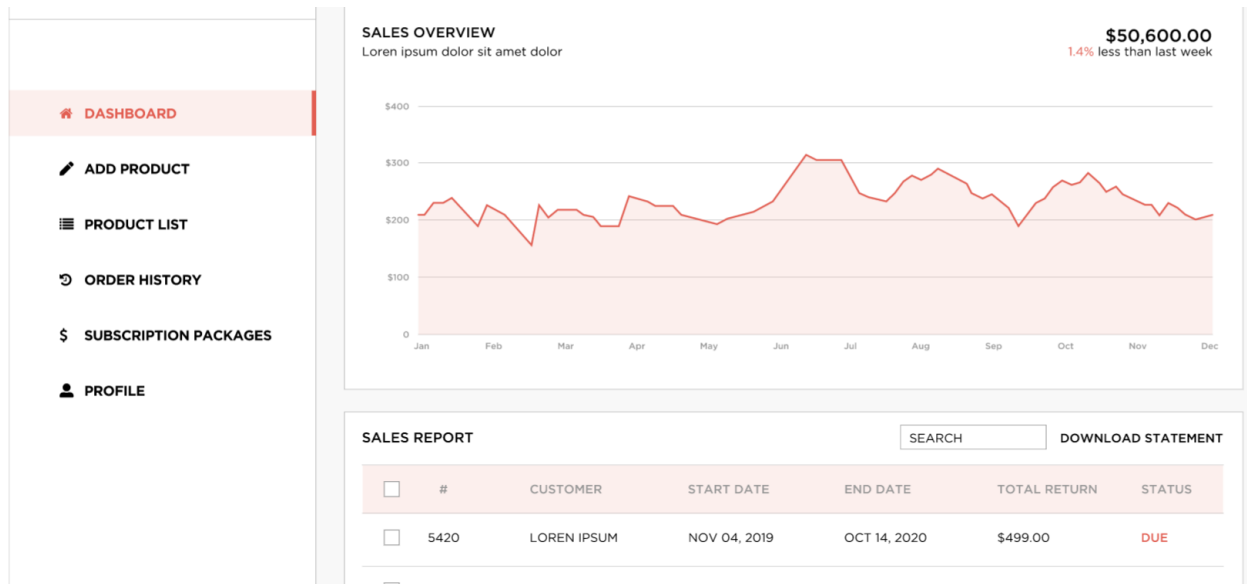 DASHBOARD
ADD PRODUCT
PRODUCT LIST
ORDER HISTORY
SUBSCRIPTION PACKAGES
PROFILE
SALES OVERVIEW
Loren ipsum dolor sit amet dolor
$50,600.00
1.4% less than last week
$400
$300
$200
$100
0
Jan Feb Mar Apr May Jun Jul Aug Sep Oct Nov Dec
SALES REPORT
SEARCH
DOWNLOAD STATEMENT
# CUSTOMER START DATE END DATE TOTAL RETURN STATUS
5420 LOREN IPSUM NOV 04, 2019 OCT 14, 2020 $499.00 DUE